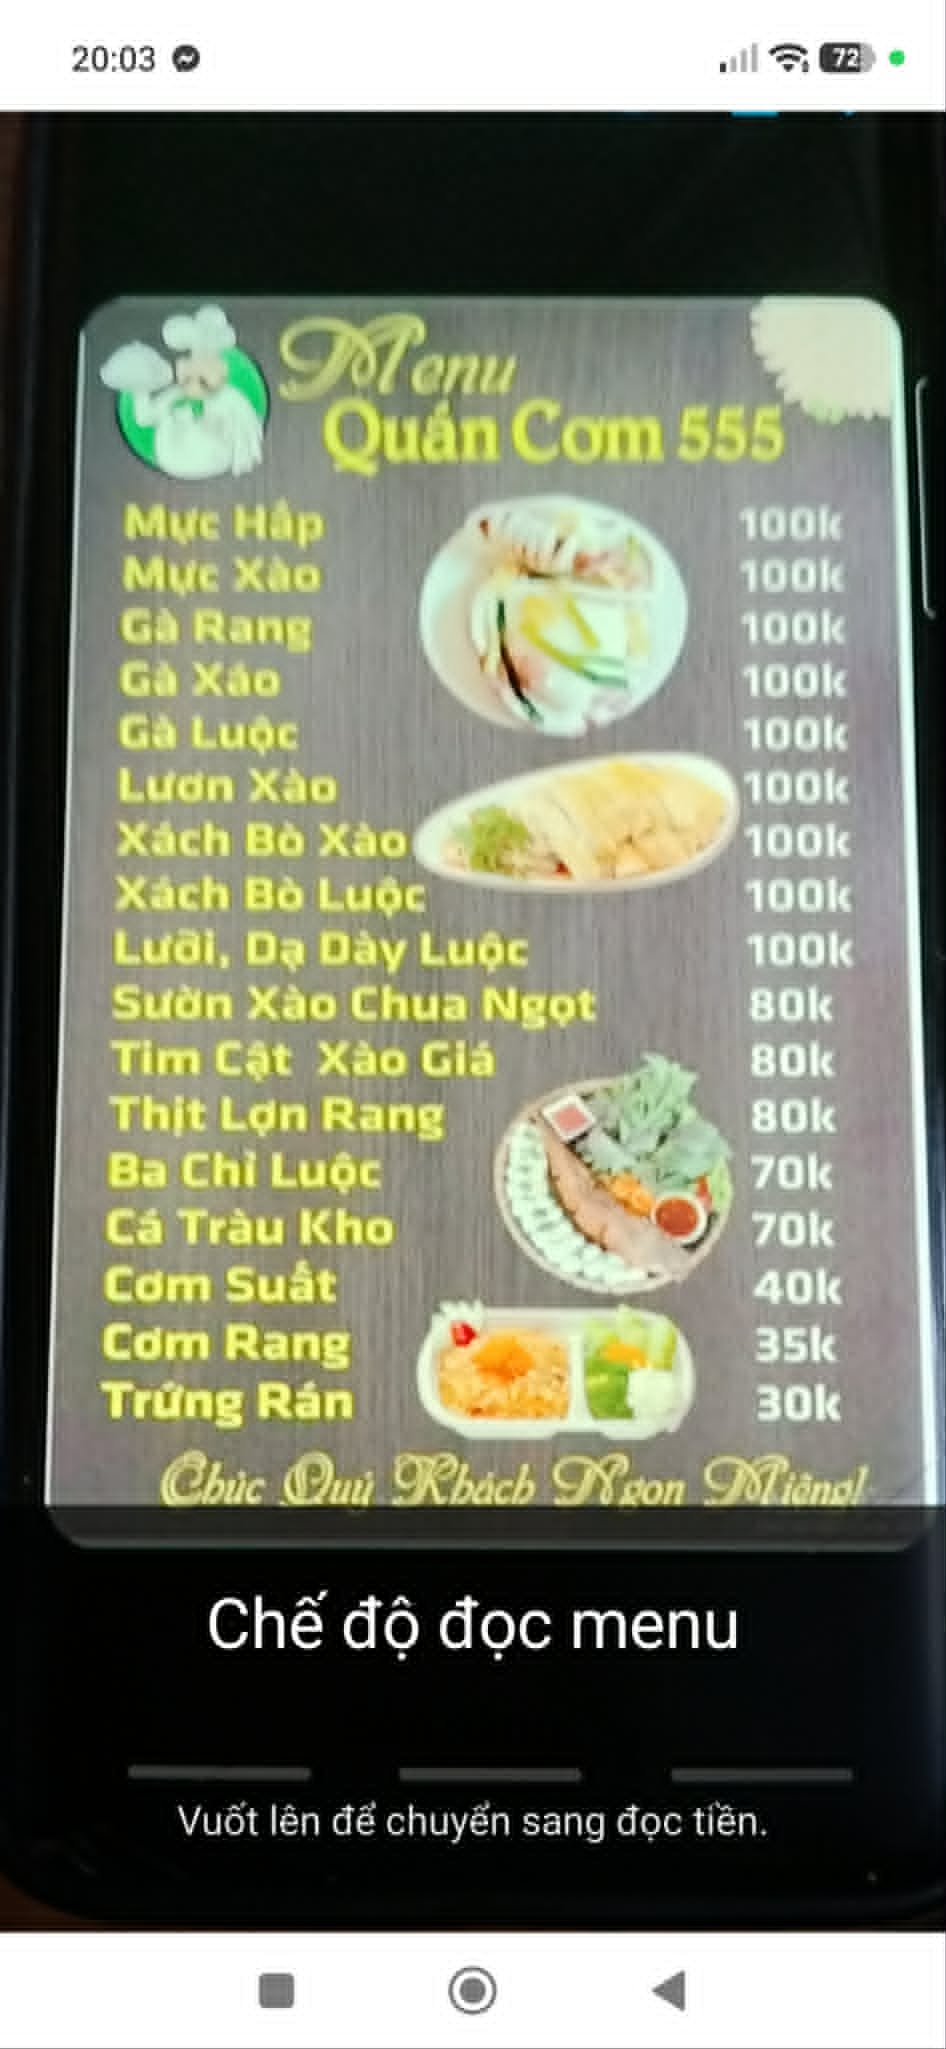 20:03
72
Menu
Quán Cơm 555
Mực Hấp 100k
Mực Xào 100k
Gà Rang 100k
Gà Xáo 100k
Gà Luộc 100k
Lươn Xào 100k
Xách Bò Xào 100k
Xách Bò Luộc 100k
Lưỡi, Dạ Dày Luộc 100k
Sườn Xào Chua Ngọt 80k
Tim Cật Xào Giá 80k
Thịt Lợn Rang 80k
Ba Chỉ Luộc 70k
Cá Tràu Kho 70k
Cơm Suất 40k
Cơm Rang 35k
Trứng Rán 30k
Chúc Quý Khách Ngon Miệng!
Chế độ đọc menu
Vuốt lên để chuyển sang đọc tiền.